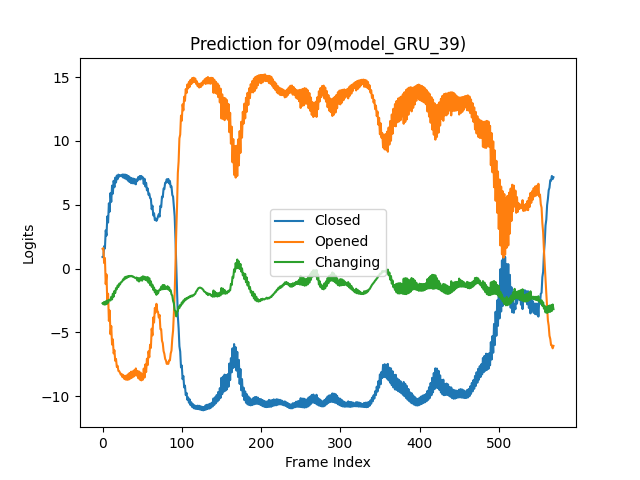 Prediction for 09(model_GRU_39)
15
10
5
0
−5
−10
Logits
Closed
Opened
Changing
0 100 200 300 400 500
Frame Index